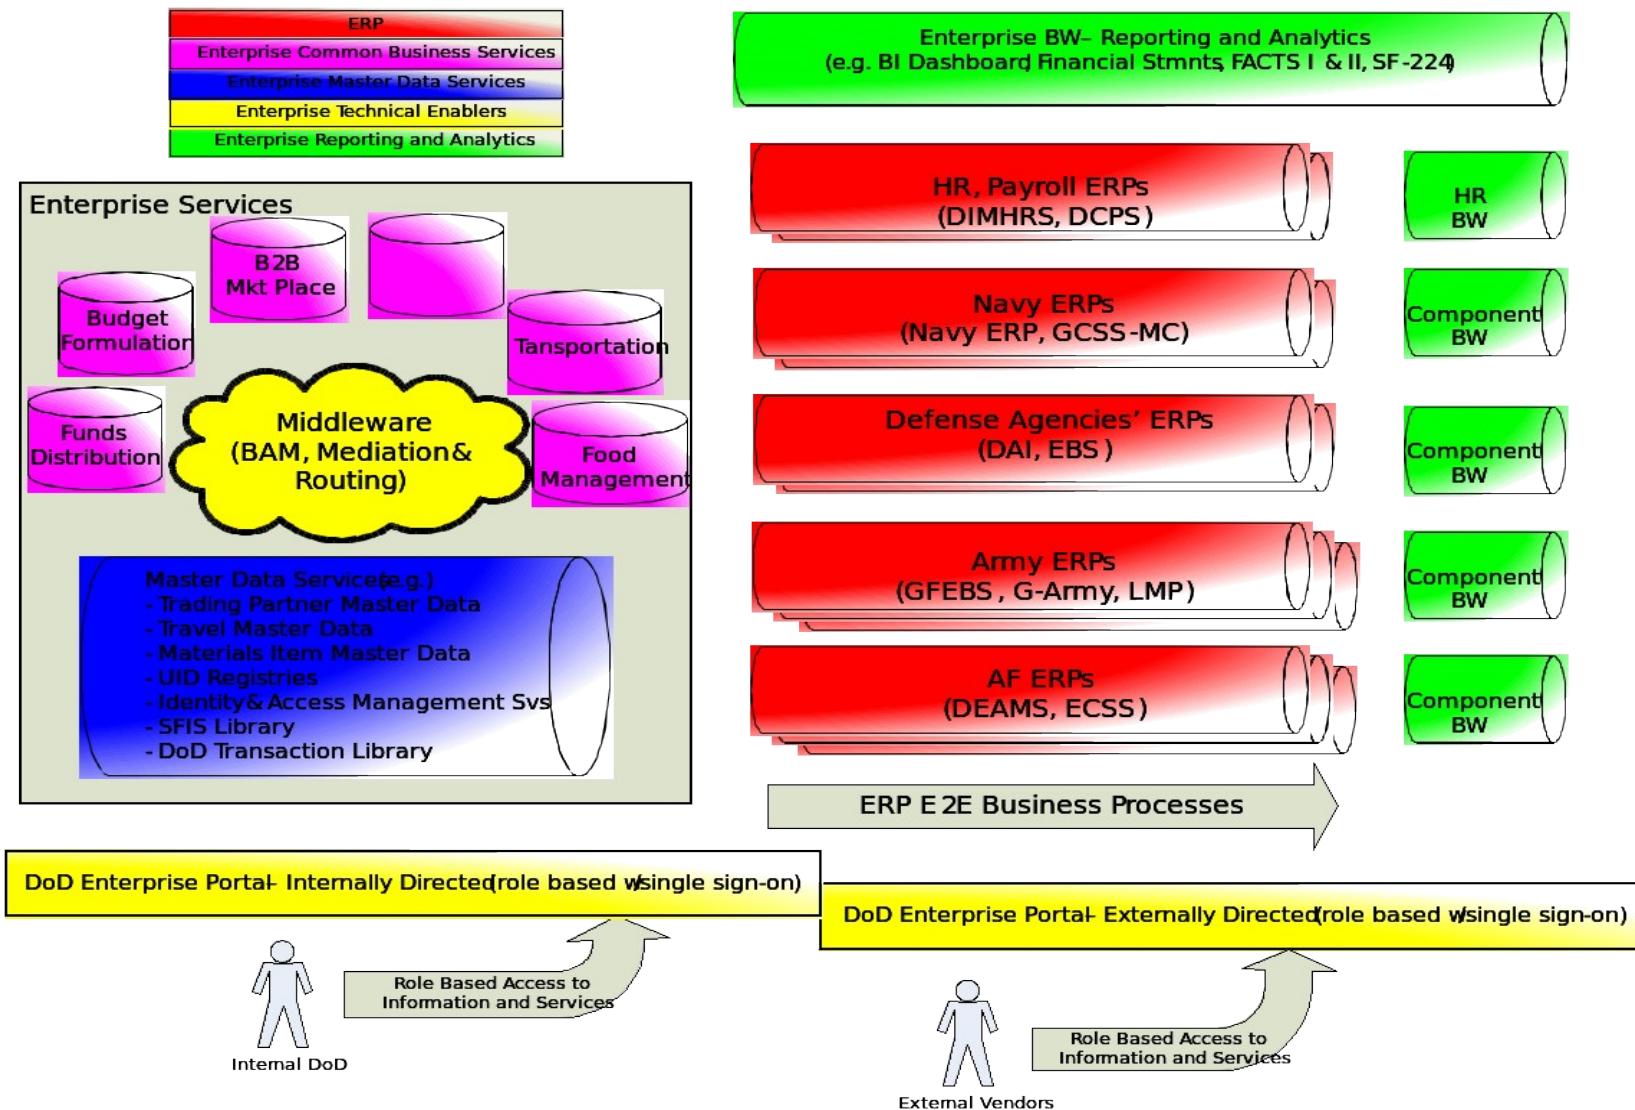 ERP
Enterprise Common Business Services
Enterprise Master Data Services
Enterprise Technical Enablers
Enterprise Reporting and Analytics
Enterprise BW– Reporting and Analytics
(e.g. BI Dashboard, Financial Stmnts, FACTS I & II, SF-224)
Enterprise Services
B2B
Mkt Place
Budget
Formulation
Tansportation
Funds
Distribution
Food
Management
Middleware
(BAM, Mediation&
Routing)
Master Data Services(e.g.)
- Trading Partner Master Data
- Travel Master Data
- Materials Item Master Data
- UID Registries
- Identity& Access Management Svs
- SFIS Library
- DoD Transaction Library
HR, Payroll ERPs
(DIMHRS, DCPS)
HR
BW
Navy ERPs
(Navy ERP, GCSS-MC)
Component
BW
Defense Agencies’ ERPs
(DAI, EBS)
Component
BW
Army ERPs
(GFEBS, G-Army, LMP)
Component
BW
AF ERPs
(DEAMS, ECSS)
Component
BW
ERP E2E Business Processes
DoD Enterprise Portal– Internally Directed(role based w/single sign-on)
DoD Enterprise Portal– Externally Directed(role based w/single sign-on)
Role Based Access to
Information and Services
Internal DoD
Role Based Access to
Information and Services
External Vendors